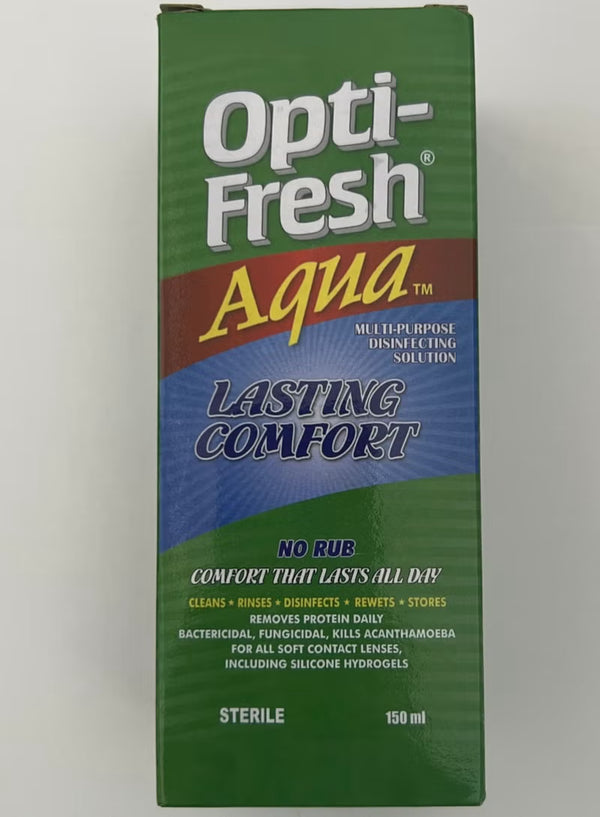 Opti-
Fresh®
Aqua™
MULTI-PURPOSE
DISINFECTING
SOLUTION
LASTING
COMFORT
NO RUB
COMFORT THAT LASTS ALL DAY
CLEANS ★ RINSES ★ DISINFECTS ★ REWETS ★ STORES
REMOVES PROTEIN DAILY
BACTERICIDAL, FUNGICIDAL, KILLS ACANTHAMOEBA
FOR ALL SOFT CONTACT LENSES,
INCLUDING SILICONE HYDROGELS
STERILE 150 ml